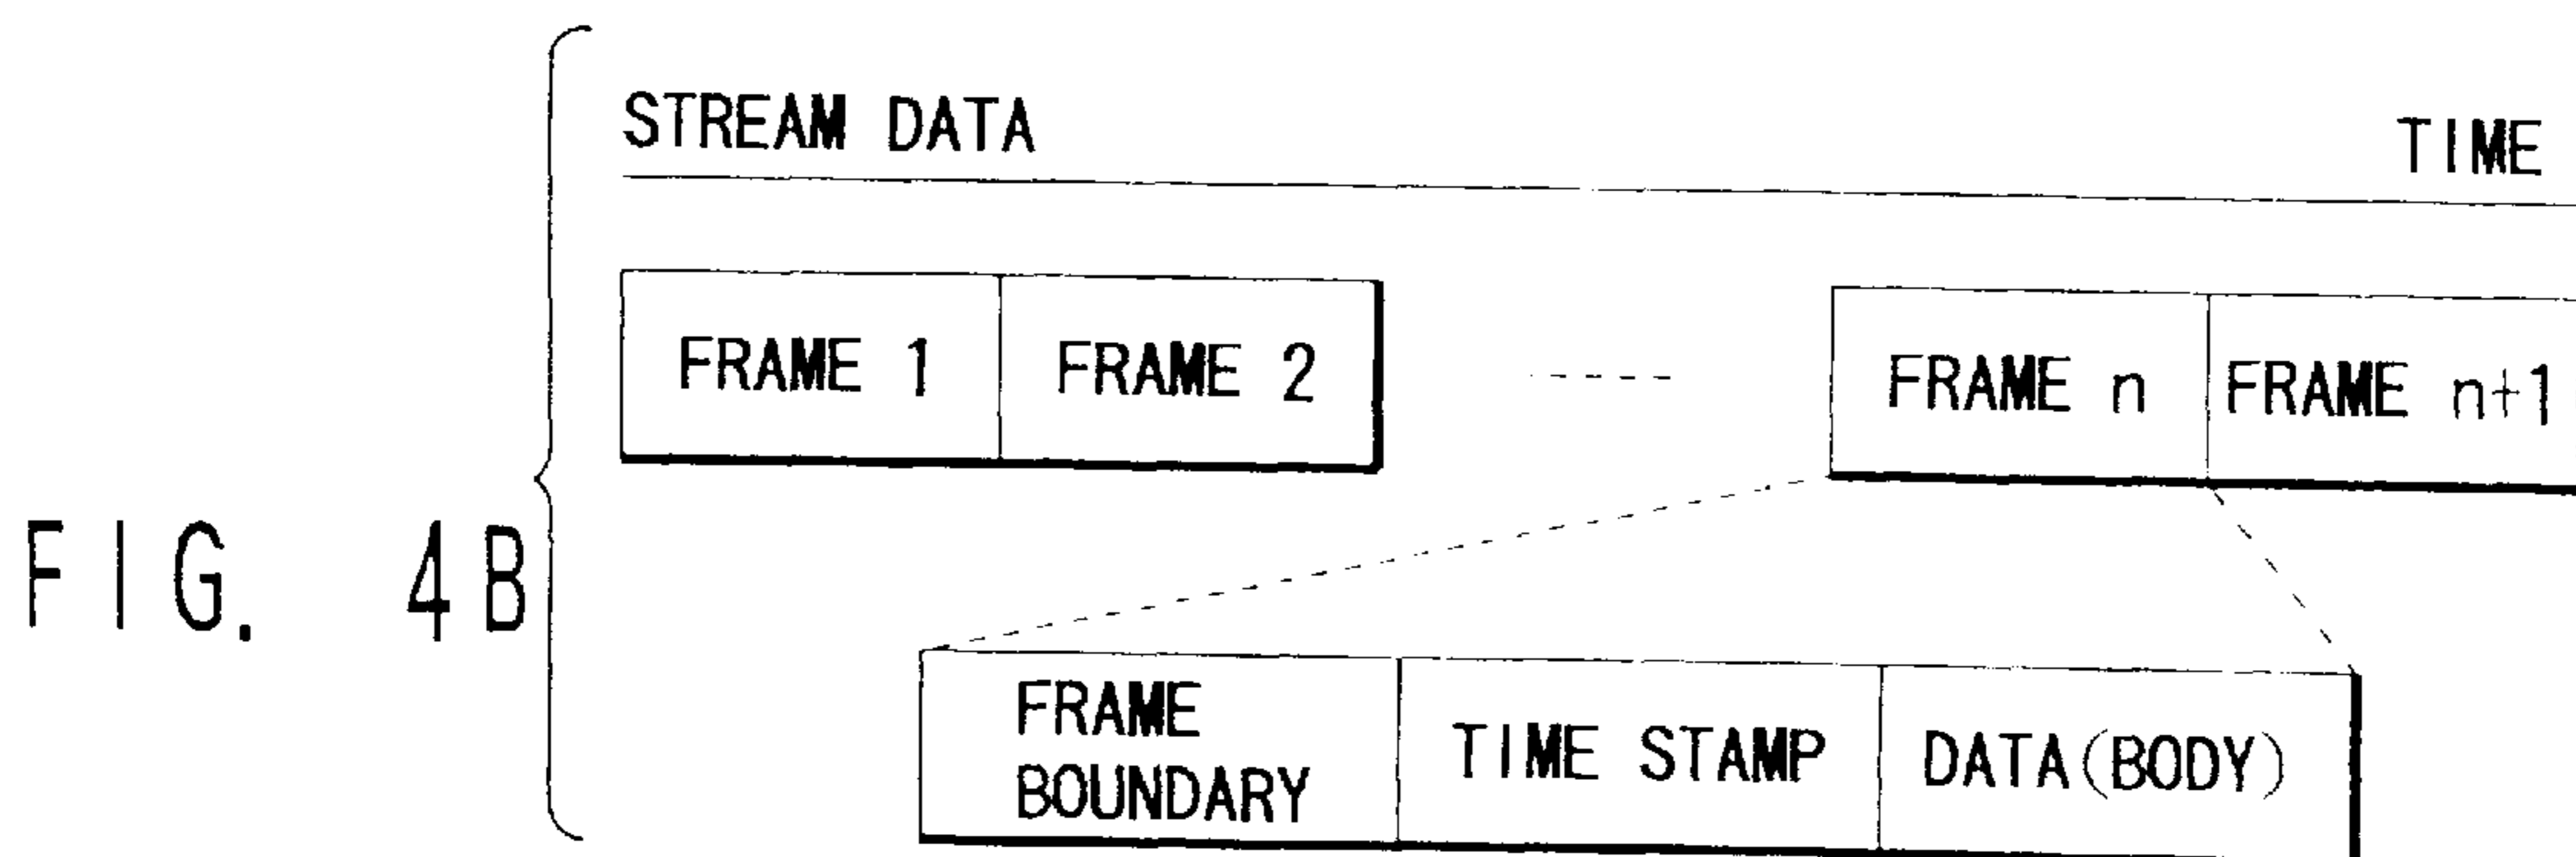 STREAM DATA
TIME
FRAME 1
FRAME 2
FRAME n
FRAME n+1
FIG. 4B
FRAME
BOUNDARY
TIME STAMP
DATA(BODY)